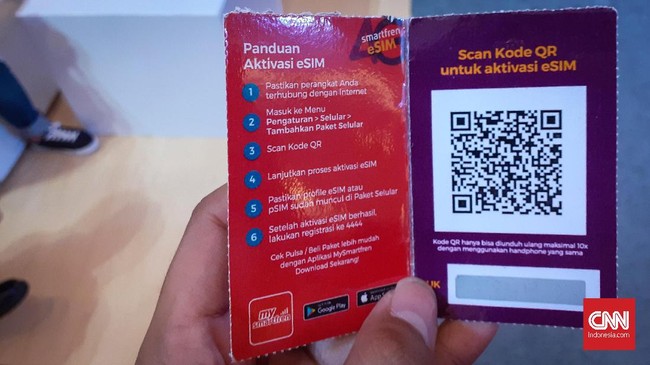 Panduan
Aktivasi eSIM
smartfren
eSIM
1 Pastikan perangkat Anda
terhubung dengan Internet
2 Masuk ke Menu
Pengaturan > Selular >
Tambahkan Paket Selular
3 Scan Kode QR
4 Lanjutkan proses aktivasi eSIM
5 Pastikan profile eSIM atau
pSIM sudah muncul di Paket Selular
6 Setelah aktivasi eSIM berhasil,
lakukan registrasi ke 4444
Cek Pulsa / Beli Paket lebih mudah
dengan Aplikasi MySmartfren
Download Sekarang!
my
smartfren
Google Play
Scan Kode QR
untuk aktivasi eSIM
Kode QR hanya bisa diunduh ulang maksimal 10x
dengan menggunakan handphone yang sama
UK
CNN
Indonesia.com